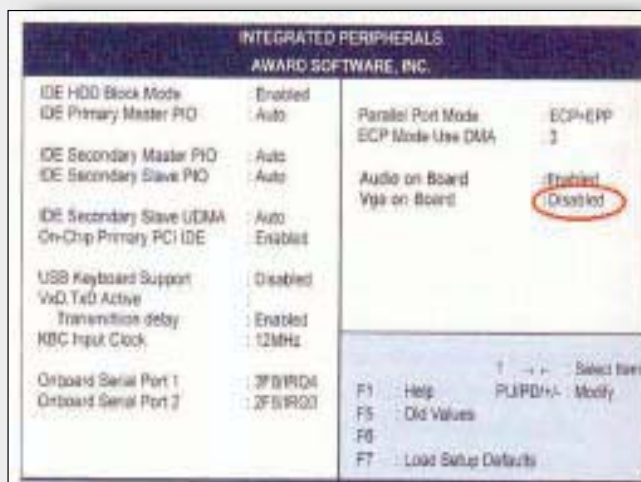 INTEGRATED PERIPHERALS
AWARD SOFTWARE, INC.
IDE HDD Block Mode : Enabled
IDE Primary Master PIO : Auto
IDE Secondary Master PIO : Auto
IDE Secondary Slave PIO : Auto
IDE Secondary Slave UDMA : Auto
On-Chip Primary PCI IDE : Enabled
USB Keyboard Support : Disabled
VxD, TxD Active :
Transmittion delay : Enabled
KBC Input Clock : 12MHz
Onboard Serial Port 1 : 3F8/IRQ4
Onboard Serial Port 2 : 2F8/IRQ3
Parallel Port Mode : ECP+EPP
ECP Mode Use DMA : 3
Audio on Board :Enabled
Vga on Board :Disabled
: Select Item
F1 : Help PU/PD/+/- : Modify
F5 : Old Values
F6
F7 : Load Setup Defaults